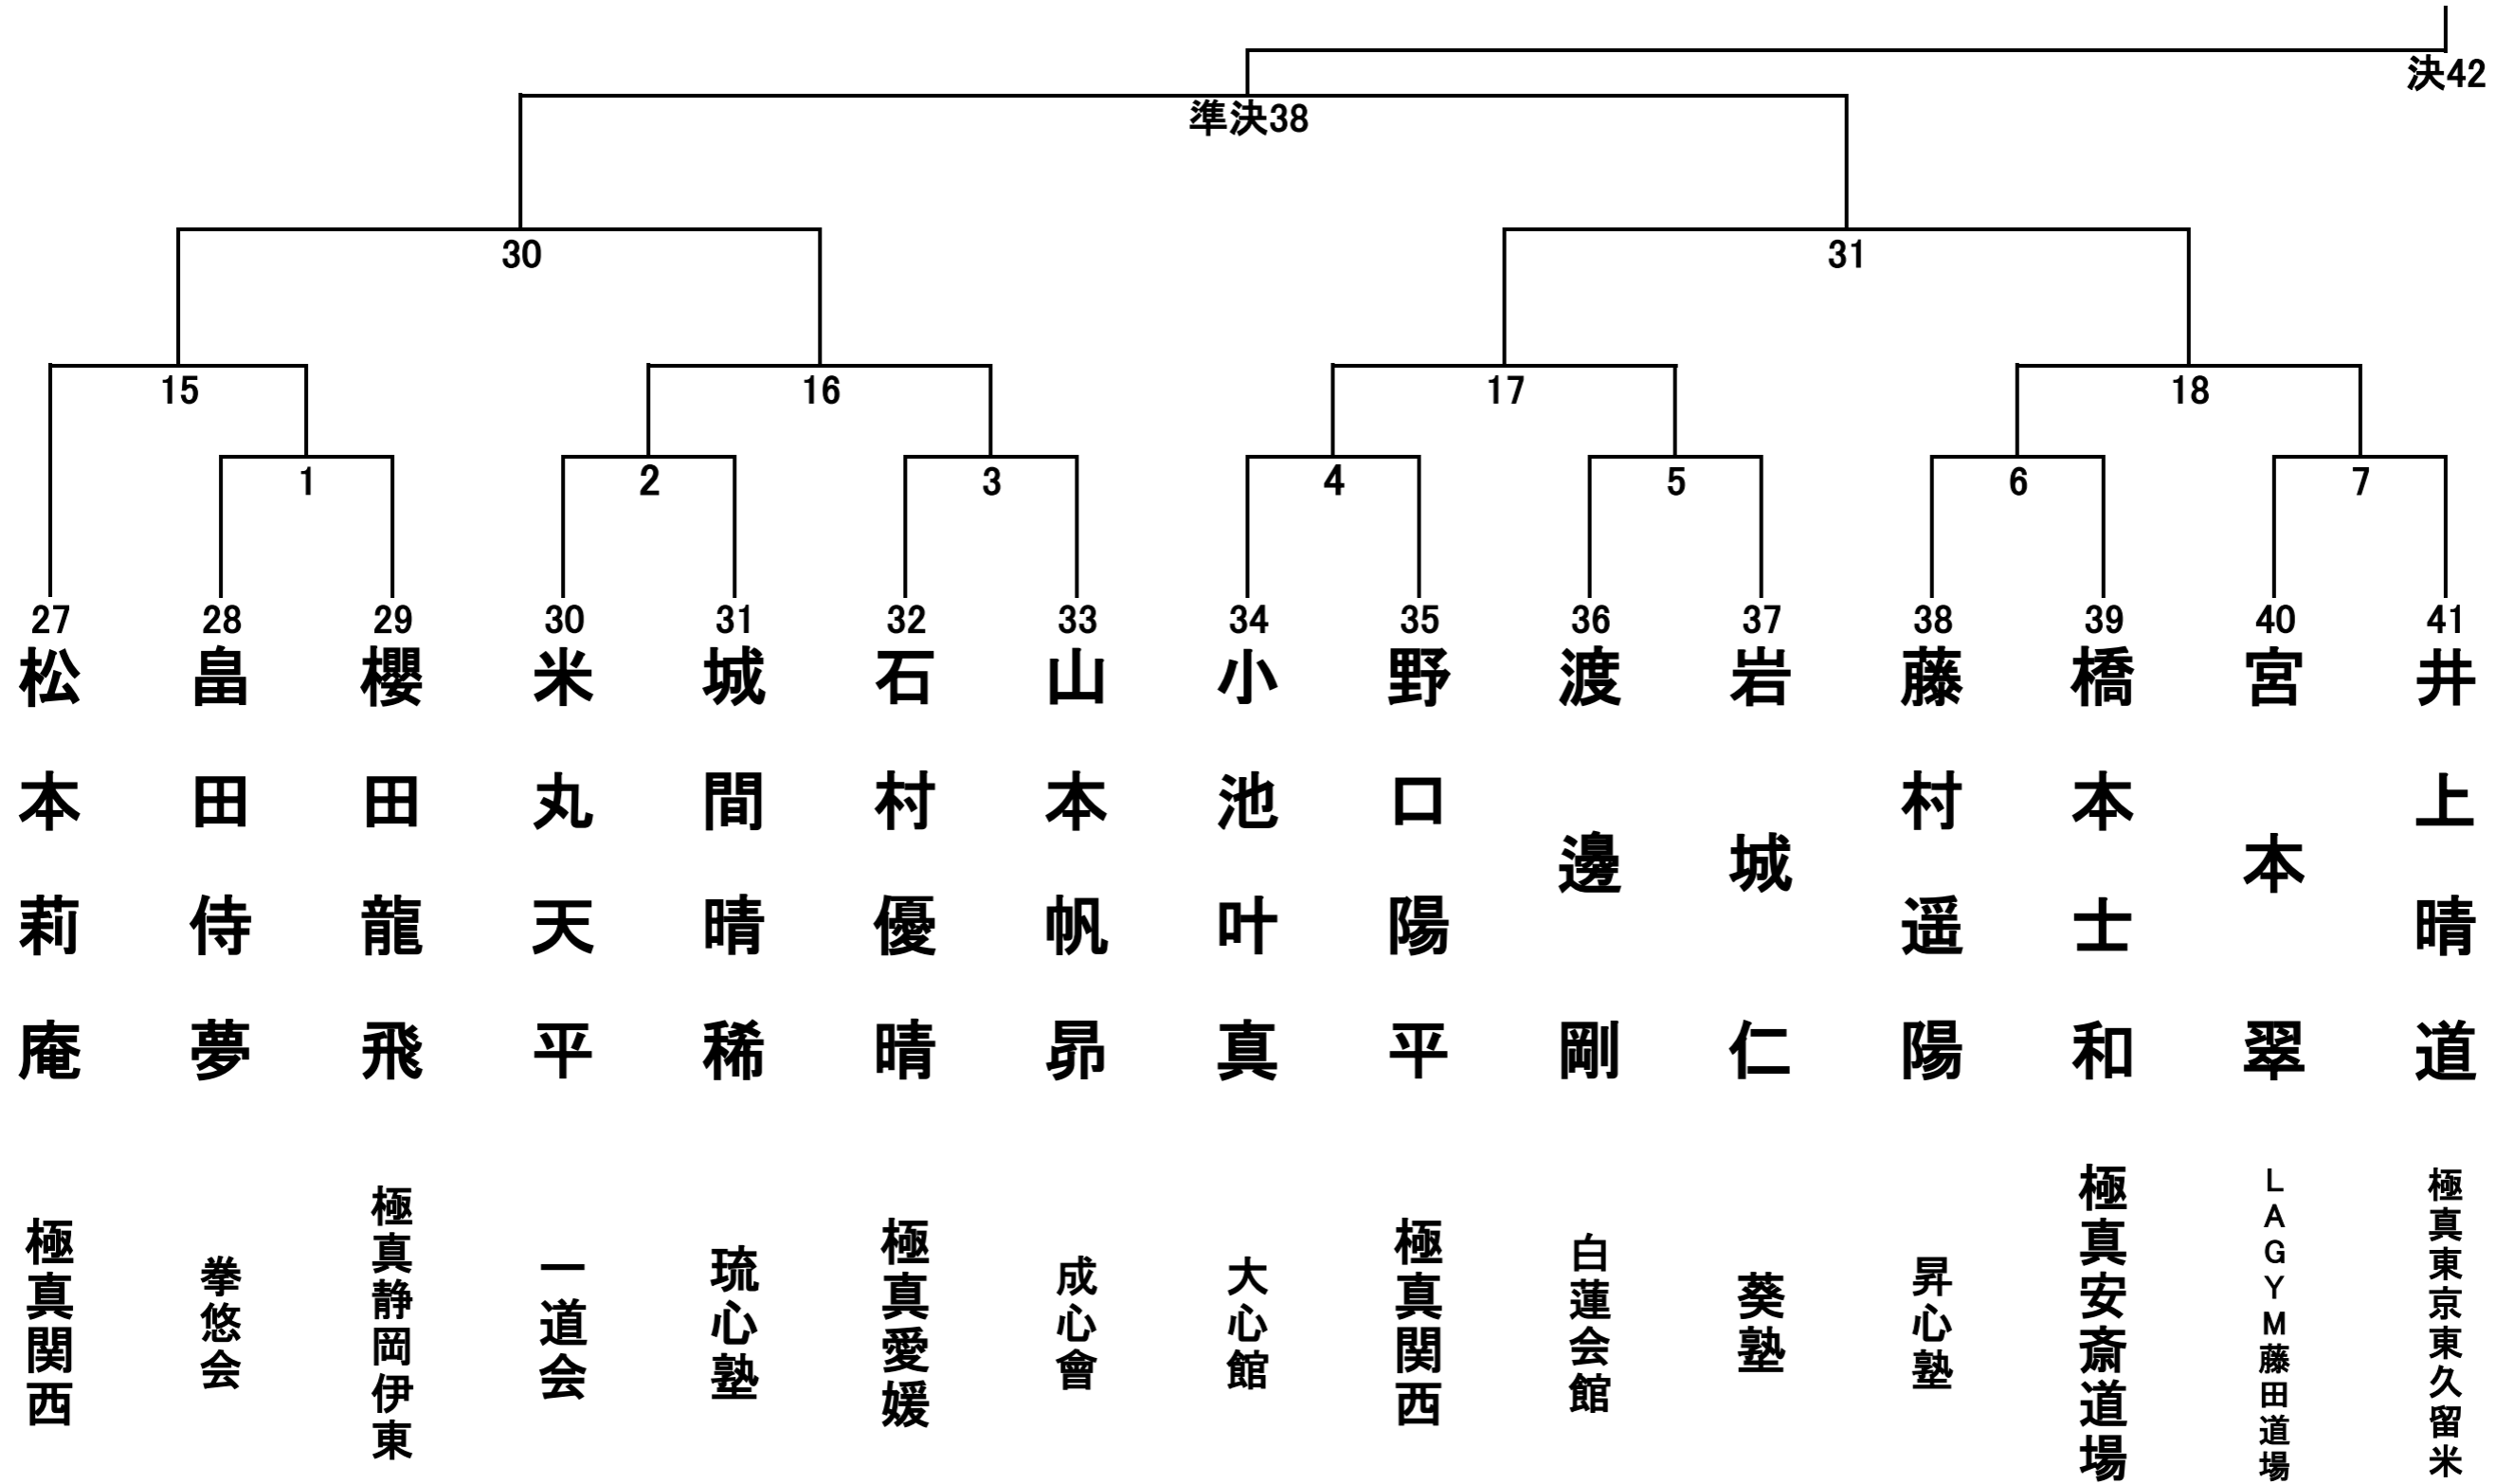 決42
準決38
30
31
15
16
17
18
1
2
3
4
5
6
7
27
松本莉庵
極真関西
28
畠田侍夢
拳悠会
29
櫻田龍飛
極真静岡伊東
30
米丸天平
一道会
31
城間晴稀
琉心塾
32
石村優晴
極真愛媛
33
山本帆昴
成心會
34
小池叶真
大心館
35
野口陽平
極真関西
36
渡邊剛
白蓮会館
37
岩城仁
葵塾
38
藤村遥陽
昇心塾
39
橋本士和
極真安斎道場
40
宮本翠
ＬＡＧＹＭ藤田道場
41
井上晴道
極真東京東久留米